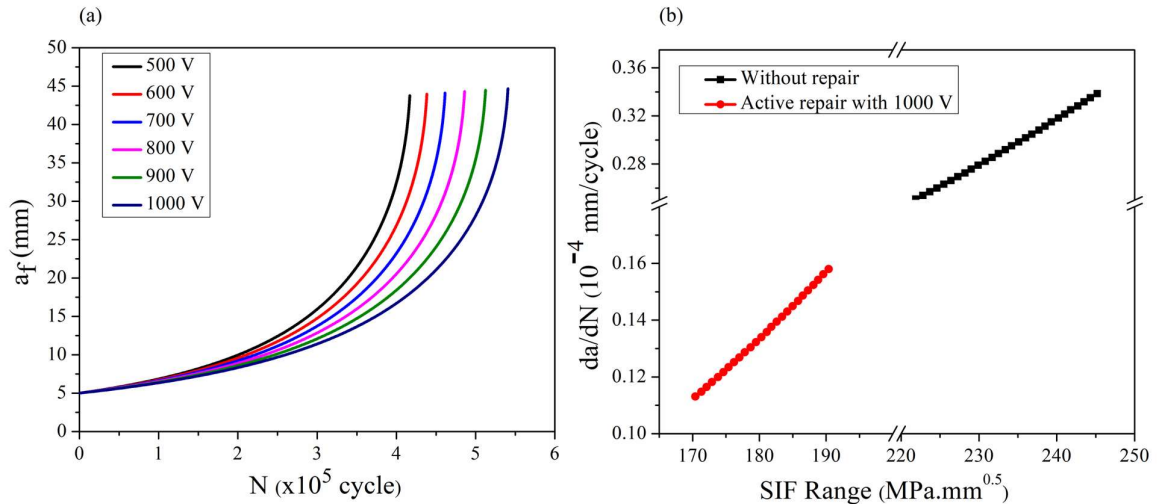 (a)
50
45
40
35
30
25
20
15
10
5
0
a_f (mm)
500 V
600 V
700 V
800 V
900 V
1000 V
0 1 2 3 4 5 6
N (x10^5 cycle)
(b)
0.36
0.32
0.28
0.16
0.14
0.12
0.10
da/dN (10^−4 mm/cycle)
Without repair
Active repair with 1000 V
170 180 190 220 230 240 250
SIF Range (MPa.mm^0.5)